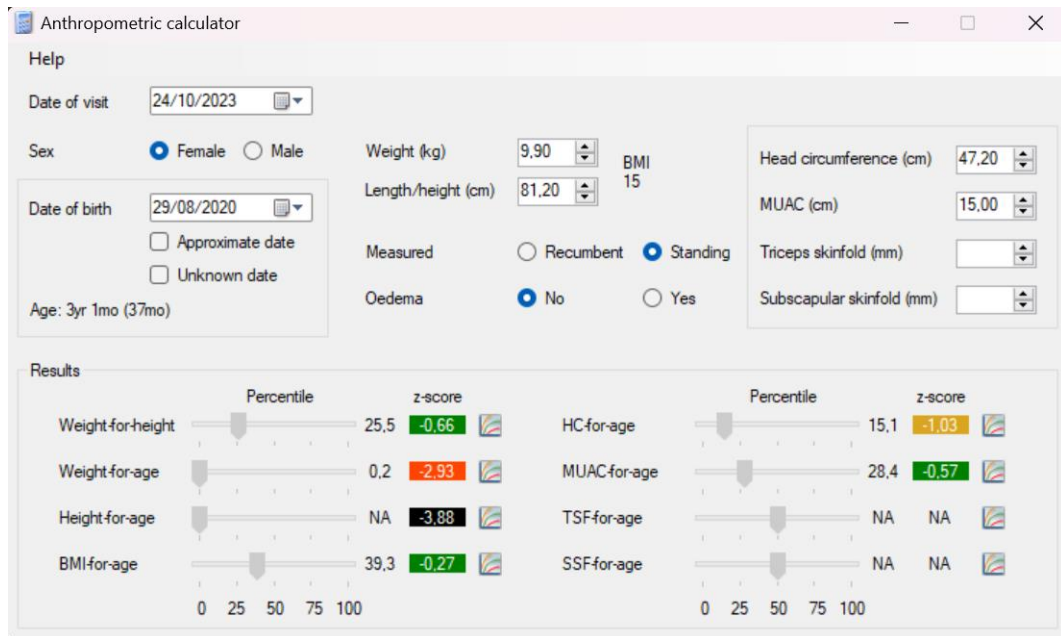 Anthropometric calculator
Help
Date of visit 24/10/2023
Sex Female Male
Date of birth 29/08/2020
Approximate date
Unknown date
Age: 3yr 1mo (37mo)
Weight (kg) 9,90
Length/height (cm) 81,20
BMI
15
Measured Recumbent Standing
Oedema No Yes
Head circumference (cm) 47,20
MUAC (cm) 15,00
Triceps skinfold (mm)
Subscapular skinfold (mm)
Results
Percentile z-score
Weight-for-height 25,5 -0,66
Weight-for-age 0,2 -2,93
Height-for-age NA -3,88
BMI-for-age 39,3 -0,27
0 25 50 75 100
Percentile z-score
HC-for-age 15,1 -1,03
MUAC-for-age 28,4 -0,57
TSF-for-age NA NA
SSF-for-age NA NA
0 25 50 75 100